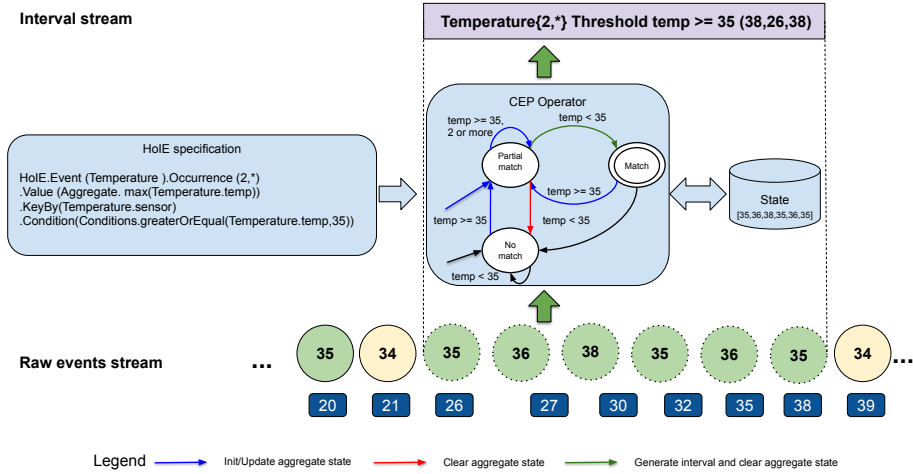 Interval stream
Temperature{2,*} Threshold temp >= 35 (38,26,38)
CEP Operator
HoIE specification
HoIE.Event (Temperature ).Occurrence (2,*)
.Value (Aggregate. max(Temperature.temp))
.KeyBy(Temperature.sensor)
.Condition(Conditions.greaterOrEqual(Temperature.temp,35))
temp >= 35,
2 or more
temp < 35
Partial
match
Match
temp >= 35
temp >= 35
temp < 35
No
match
temp < 35
State
[35,36,38,35,36,35]
Raw events stream
...
35
34
35
36
38
35
36
35
34
...
20
21
26
27
30
32
35
38
39
Legend
Init/Update aggregate state
Clear aggregate state
Generate interval and clear aggregate state